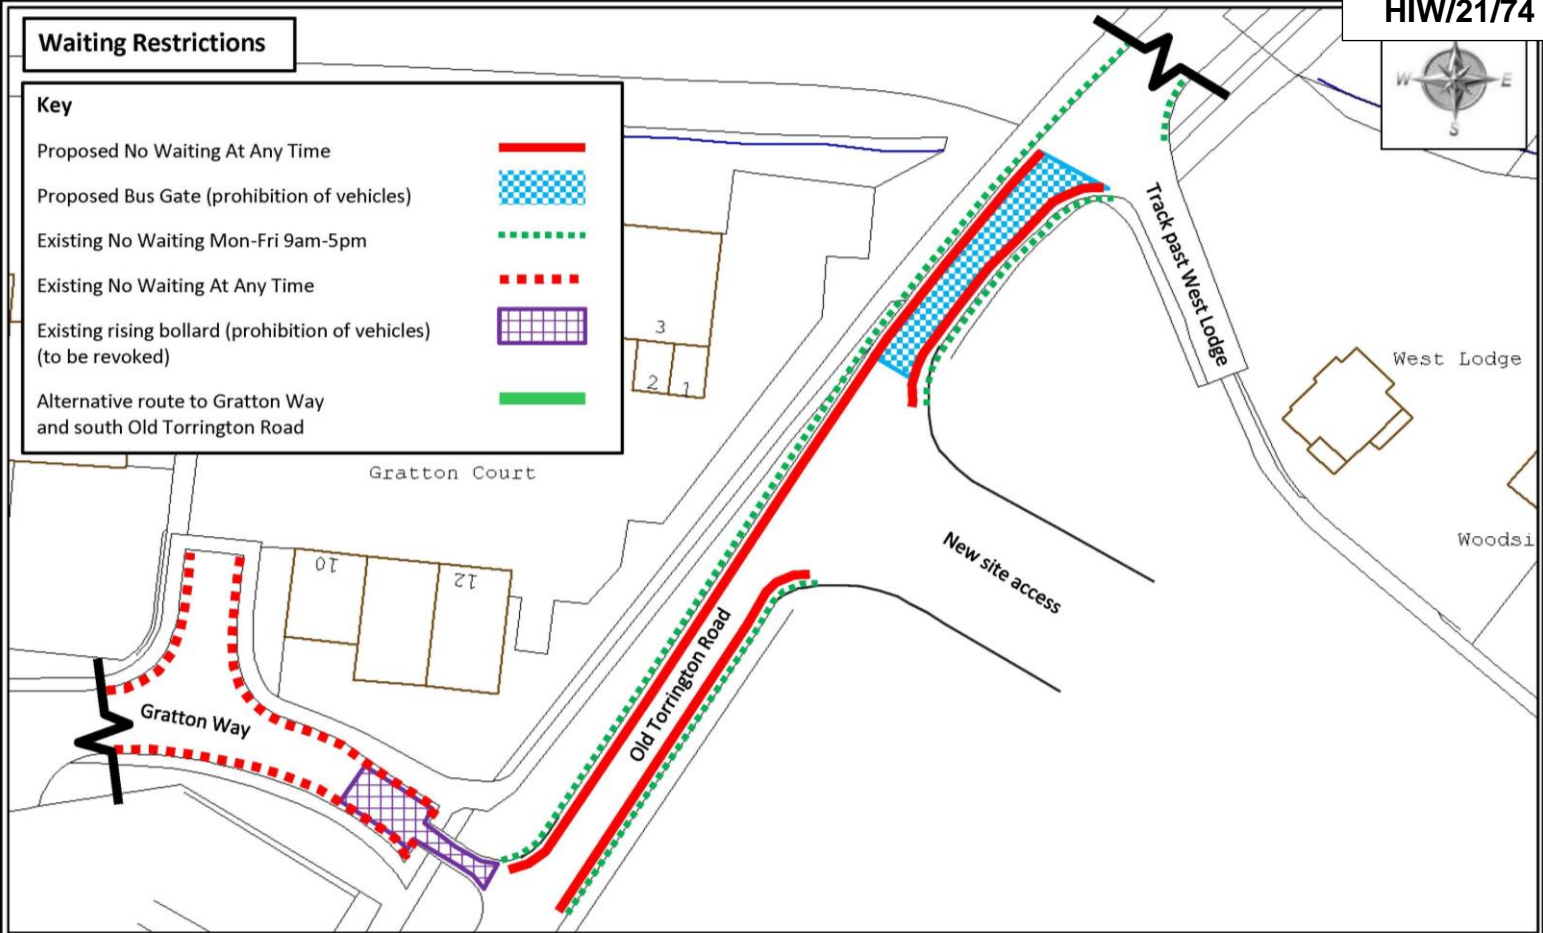 HIW/21/74
Waiting Restrictions
Key
Proposed No Waiting At Any Time
Proposed Bus Gate (prohibition of vehicles)
Existing No Waiting Mon-Fri 9am-5pm
Existing No Waiting At Any Time
Existing rising bollard (prohibition of vehicles)
(to be revoked)
Alternative route to Gratton Way
and south Old Torrington Road
W
E
S
Track past West Lodge
3
2
1
West Lodge
Gratton Court
Woodsi
New site access
10
12
Old Torrington Road
Gratton Way